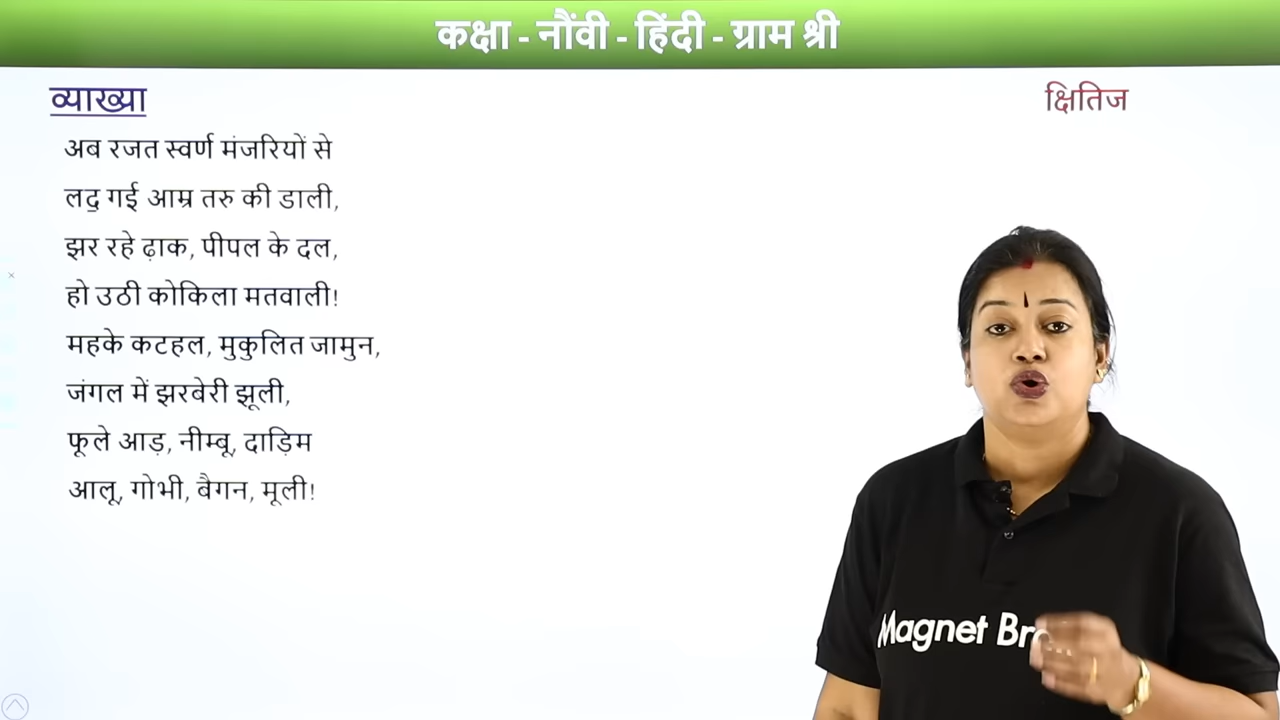 कक्षा - नौंवी - हिंदी - ग्राम श्री
व्याख्या
क्षितिज
अब रजत स्वर्ण मंजरियों से
लद गई आम्र तरु की डाली,
झर रहे ढ़ाक, पीपल के दल,
हो उठी कोकिला मतवाली!
महके कटहल, मुकुलित जामुन,
जंगल में झरबेरी झूली,
फूले आड़, नीम्बू, दाड़िम
आलू, गोभी, बैगन, मूली!
Magnet